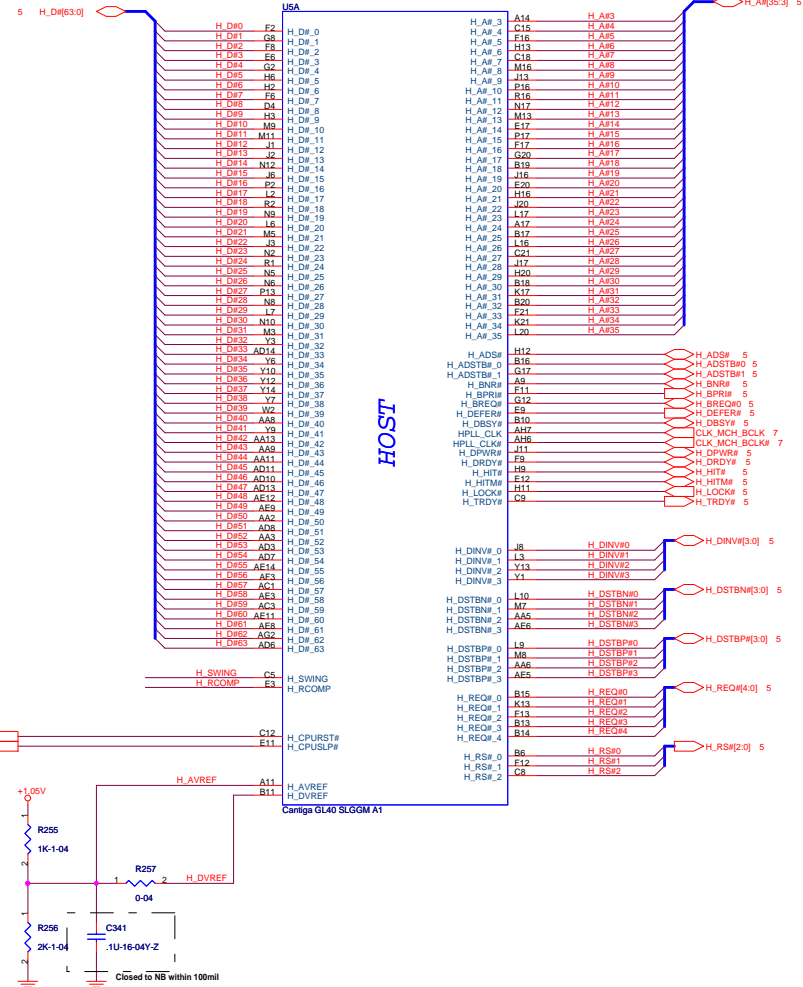 5 H_D#[63:0]
U5A
H_A#[35:3] 5
H_D#0 F2 H_D#_0
H_D#1 G8 H_D#_1
H_D#2 F8 H_D#_2
H_D#3 E6 H_D#_3
H_D#4 G2 H_D#_4
H_D#5 H6 H_D#_5
H_D#6 H2 H_D#_6
H_D#7 F6 H_D#_7
H_D#8 D4 H_D#_8
H_D#9 H3 H_D#_9
H_D#10 M9 H_D#_10
H_D#11 M11 H_D#_11
H_D#12 J1 H_D#_12
H_D#13 J2 H_D#_13
H_D#14 N12 H_D#_14
H_D#15 J6 H_D#_15
H_D#16 P2 H_D#_16
H_D#17 L2 H_D#_17
H_D#18 R2 H_D#_18
H_D#19 N9 H_D#_19
H_D#20 L6 H_D#_20
H_D#21 M5 H_D#_21
H_D#22 J3 H_D#_22
H_D#23 N2 H_D#_23
H_D#24 R1 H_D#_24
H_D#25 N5 H_D#_25
H_D#26 N6 H_D#_26
H_D#27 P13 H_D#_27
H_D#28 N8 H_D#_28
H_D#29 L7 H_D#_29
H_D#30 N10 H_D#_30
H_D#31 M3 H_D#_31
H_D#32 Y3 H_D#_32
H_D#33 AD14 H_D#_33
H_D#34 Y6 H_D#_34
H_D#35 Y10 H_D#_35
H_D#36 Y12 H_D#_36
H_D#37 Y14 H_D#_37
H_D#38 Y7 H_D#_38
H_D#39 W2 H_D#_39
H_D#40 AA8 H_D#_40
H_D#41 Y9 H_D#_41
H_D#42 AA13 H_D#_42
H_D#43 AA9 H_D#_43
H_D#44 AA11 H_D#_44
H_D#45 AD11 H_D#_45
H_D#46 AD10 H_D#_46
H_D#47 AD13 H_D#_47
H_D#48 AE12 H_D#_48
H_D#49 AE9 H_D#_49
H_D#50 AA2 H_D#_50
H_D#51 AD8 H_D#_51
H_D#52 AA3 H_D#_52
H_D#53 AD3 H_D#_53
H_D#54 AD7 H_D#_54
H_D#55 AE14 H_D#_55
H_D#56 AF3 H_D#_56
H_D#57 AC1 H_D#_57
H_D#58 AE3 H_D#_58
H_D#59 AC3 H_D#_59
H_D#60 AE11 H_D#_60
H_D#61 AE8 H_D#_61
H_D#62 AG2 H_D#_62
H_D#63 AD6 H_D#_63
H_SWING C5 H_SWING
H_RCOMP E3 H_RCOMP
C12 H_CPURST#
E11 H_CPUSLP#
H_AVREF A11 H_AVREF
B11 H_DVREF
HOST
H_A#_3 A14 H_A#3
H_A#_4 C15 H_A#4
H_A#_5 F16 H_A#5
H_A#_6 H13 H_A#6
H_A#_7 C18 H_A#7
H_A#_8 M16 H_A#8
H_A#_9 J13 H_A#9
H_A#_10 P16 H_A#10
H_A#_11 R16 H_A#11
H_A#_12 N17 H_A#12
H_A#_13 M13 H_A#13
H_A#_14 E17 H_A#14
H_A#_15 P17 H_A#15
H_A#_16 F17 H_A#16
H_A#_17 G20 H_A#17
H_A#_18 B19 H_A#18
H_A#_19 J16 H_A#19
H_A#_20 E20 H_A#20
H_A#_21 H16 H_A#21
H_A#_22 J20 H_A#22
H_A#_23 L17 H_A#23
H_A#_24 A17 H_A#24
H_A#_25 B17 H_A#25
H_A#_26 L16 H_A#26
H_A#_27 C21 H_A#27
H_A#_28 J17 H_A#28
H_A#_29 H20 H_A#29
H_A#_30 B18 H_A#30
H_A#_31 K17 H_A#31
H_A#_32 B20 H_A#32
H_A#_33 F21 H_A#33
H_A#_34 K21 H_A#34
H_A#_35 L20 H_A#35
H_ADS# H12 H_ADS# 5
H_ADSTB#_0 B16 H_ADSTB#0 5
H_ADSTB#_1 G17 H_ADSTB#1 5
H_BNR# A9 H_BNR# 5
H_BPRI# F11 H_BPRI# 5
H_BREQ# G12 H_BREQ#0 5
H_DEFER# E9 H_DEFER# 5
H_DBSY# B10 H_DBSY# 5
HPLL_CLK AH7 CLK_MCH_BCLK 7
HPLL_CLK# AH6 CLK_MCH_BCLK# 7
H_DPWR# J11 H_DPWR# 5
H_DRDY# F9 H_DRDY# 5
H_HIT# H9 H_HIT# 5
H_HITM# E12 H_HITM# 5
H_LOCK# H11 H_LOCK# 5
H_TRDY# C9 H_TRDY# 5
H_DINV#[3:0] 5
H_DINV#_0 J8 H_DINV#0
H_DINV#_1 L3 H_DINV#1
H_DINV#_2 Y13 H_DINV#2
H_DINV#_3 Y1 H_DINV#3
H_DSTBN#[3:0] 5
H_DSTBN#_0 L10 H_DSTBN#0
H_DSTBN#_1 M7 H_DSTBN#1
H_DSTBN#_2 AA5 H_DSTBN#2
H_DSTBN#_3 AE6 H_DSTBN#3
H_DSTBP#[3:0] 5
H_DSTBP#_0 L9 H_DSTBP#0
H_DSTBP#_1 M8 H_DSTBP#1
H_DSTBP#_2 AA6 H_DSTBP#2
H_DSTBP#_3 AE5 H_DSTBP#3
H_REQ#[4:0] 5
H_REQ#_0 B15 H_REQ#0
H_REQ#_1 K13 H_REQ#1
H_REQ#_2 F13 H_REQ#2
H_REQ#_3 B13 H_REQ#3
H_REQ#_4 B14 H_REQ#4
H_RS#[2:0] 5
H_RS#_0 B6 H_RS#0
H_RS#_1 F12 H_RS#1
H_RS#_2 C8 H_RS#2
Cantiga GL40 SLGGM A1
+1.05V
1
R255
1K-1-04
2
R257
1 2 H_DVREF
0-04
1
R256
2K-1-04
2
C341
.1U-16-04Y-Z
Closed to NB within 100mil